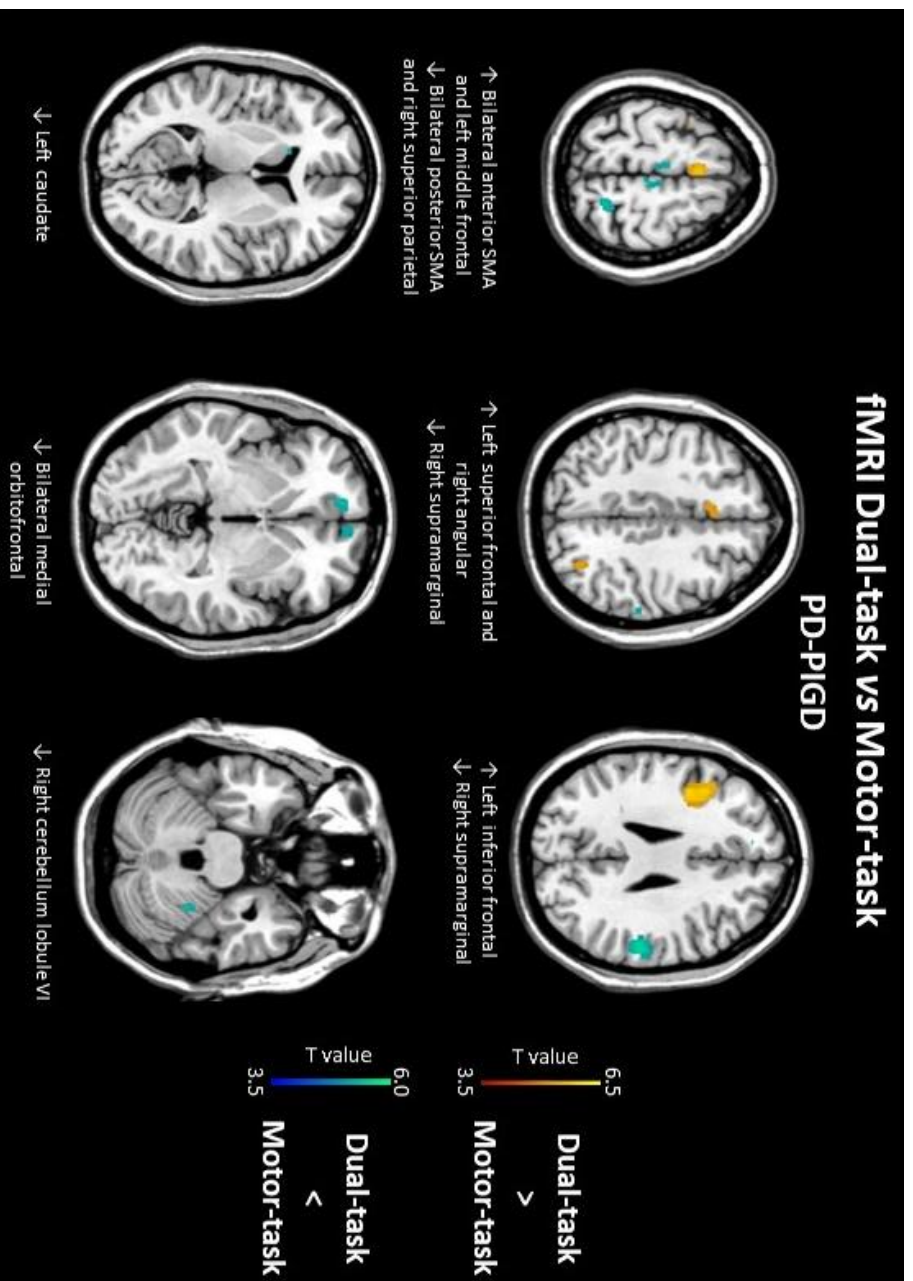 fMRI Dual-task vs Motor-task
PD-PIGD
↑ Bilateral anterior SMA
and left middle frontal
↓ Bilateral posterior SMA
and right superior parietal
↑ Left superior frontal and
right angular
↓ Right supramarginal
↑ Left inferior frontal
↓ Right supramarginal
↓ Left caudate
↓ Bilateral medial
orbitofrontal
↓ Right cerebellum lobule VI
T value
3.5
6.5
Dual-task
>
Motor-task
T value
3.5
6.0
Dual-task
<
Motor-task